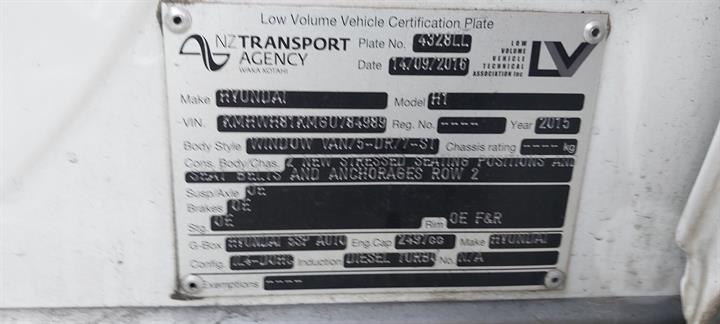 Low Volume Vehicle Certification Plate
NZTRANSPORT Plate No. 4328LL LOW
AGENCY VOLUME
WAKA KOTAHI Date 14/09/2016 VEHICLE
TECHNICAL
ASSOCIATION Inc
LV
Make HYUNDAI Model H1
VIN. Reg. No. ---- Year 2015
Body Style WINDOW VAN/5-DR/7-ST Chassis rating ---- kg
Cons. Body/Chas. 2 NEW STRESSED SEATING POSITIONS AND
SEAT BELTS AND ANCHORAGES ROW 2
Susp/Axle OE
Brakes OE
Stg. OE Rim OE F&R
G-Box HYUNDAI 5SP AUTO Eng.Cap 2497cc Make HYUNDAI
Config. Induction DIESEL TURBO No. N/A
Exemptions ----